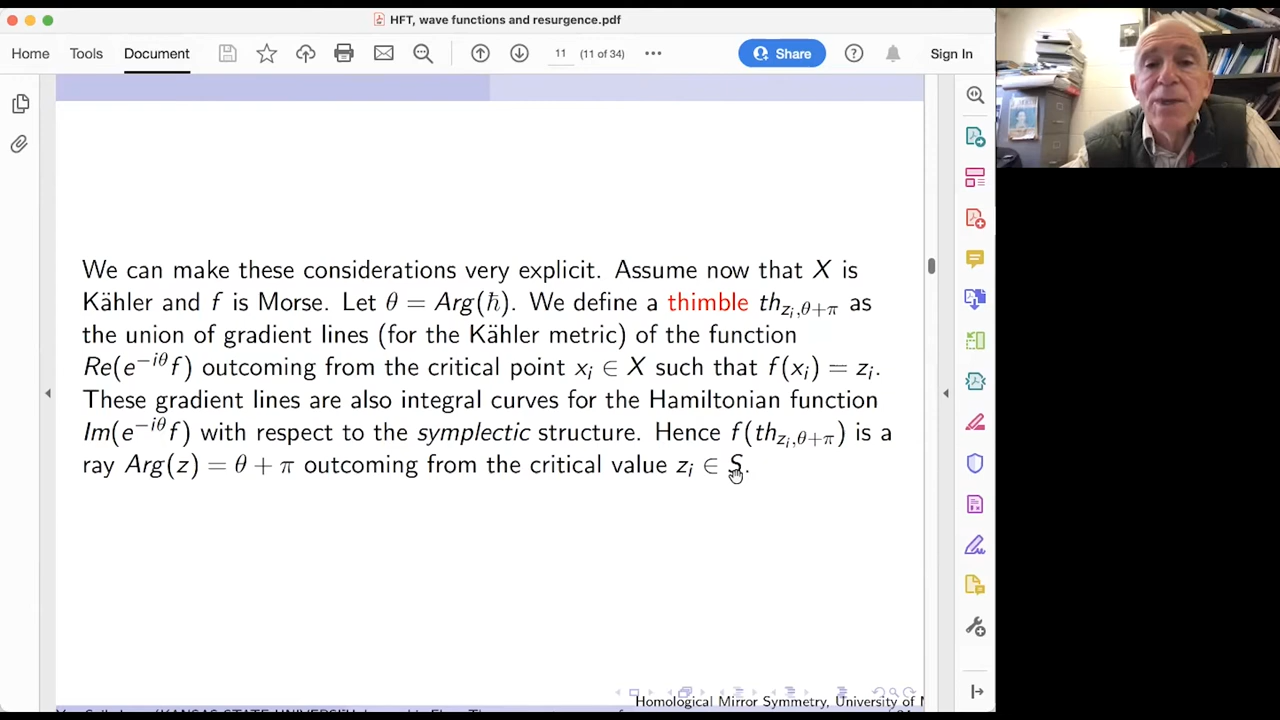 HFT, wave functions and resurgence.pdf
Home Tools Document 11 (11 of 34) Share Sign In
We can make these considerations very explicit. Assume now that X is
Kähler and f is Morse. Let θ = Arg(ℏ). We define a thimble th_{z_i,θ+π} as
the union of gradient lines (for the Kähler metric) of the function
Re(e^{-iθ}f) outcoming from the critical point x_i ∈ X such that f(x_i) = z_i.
These gradient lines are also integral curves for the Hamiltonian function
Im(e^{-iθ}f) with respect to the symplectic structure. Hence f(th_{z_i,θ+π}) is a
ray Arg(z) = θ + π outcoming from the critical value z_i ∈ S.
Homological Mirror Symmetry, University of